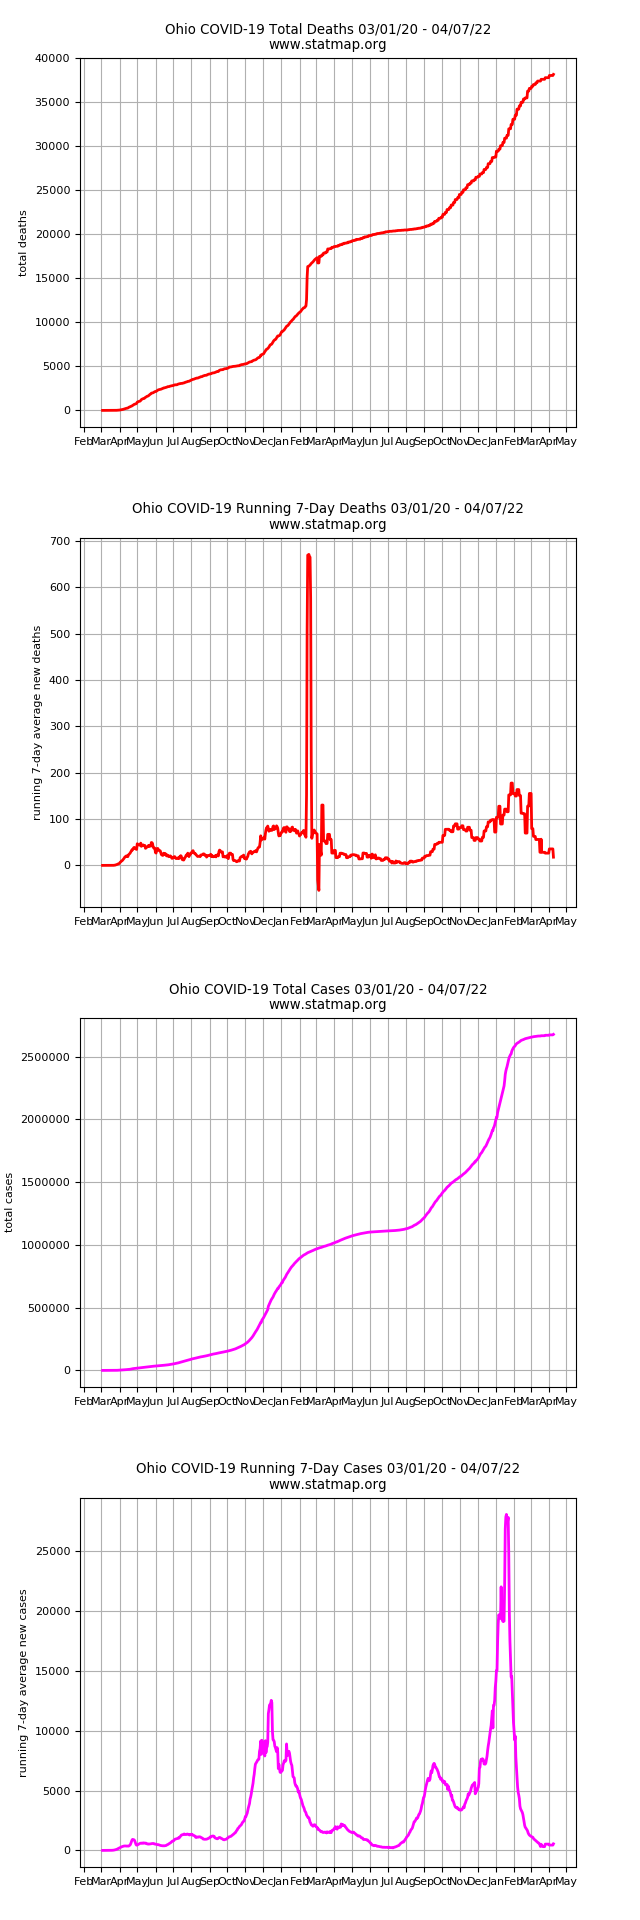 Ohio COVID-19 Total Deaths 03/01/20 - 04/07/22
www.statmap.org
40000
35000
30000
25000
20000
15000
10000
5000
0
total deaths
Feb Mar Apr May Jun Jul Aug Sep Oct Nov Dec Jan Feb Mar Apr May Jun Jul Aug Sep Oct Nov Dec Jan Feb Mar Apr May
Ohio COVID-19 Running 7-Day Deaths 03/01/20 - 04/07/22
www.statmap.org
700
600
500
400
300
200
100
0
running 7-day average new deaths
Feb Mar Apr May Jun Jul Aug Sep Oct Nov Dec Jan Feb Mar Apr May Jun Jul Aug Sep Oct Nov Dec Jan Feb Mar Apr May
Ohio COVID-19 Total Cases 03/01/20 - 04/07/22
www.statmap.org
2500000
2000000
1500000
1000000
500000
0
total cases
Feb Mar Apr May Jun Jul Aug Sep Oct Nov Dec Jan Feb Mar Apr May Jun Jul Aug Sep Oct Nov Dec Jan Feb Mar Apr May
Ohio COVID-19 Running 7-Day Cases 03/01/20 - 04/07/22
www.statmap.org
25000
20000
15000
10000
5000
0
running 7-day average new cases
Feb Mar Apr May Jun Jul Aug Sep Oct Nov Dec Jan Feb Mar Apr May Jun Jul Aug Sep Oct Nov Dec Jan Feb Mar Apr May